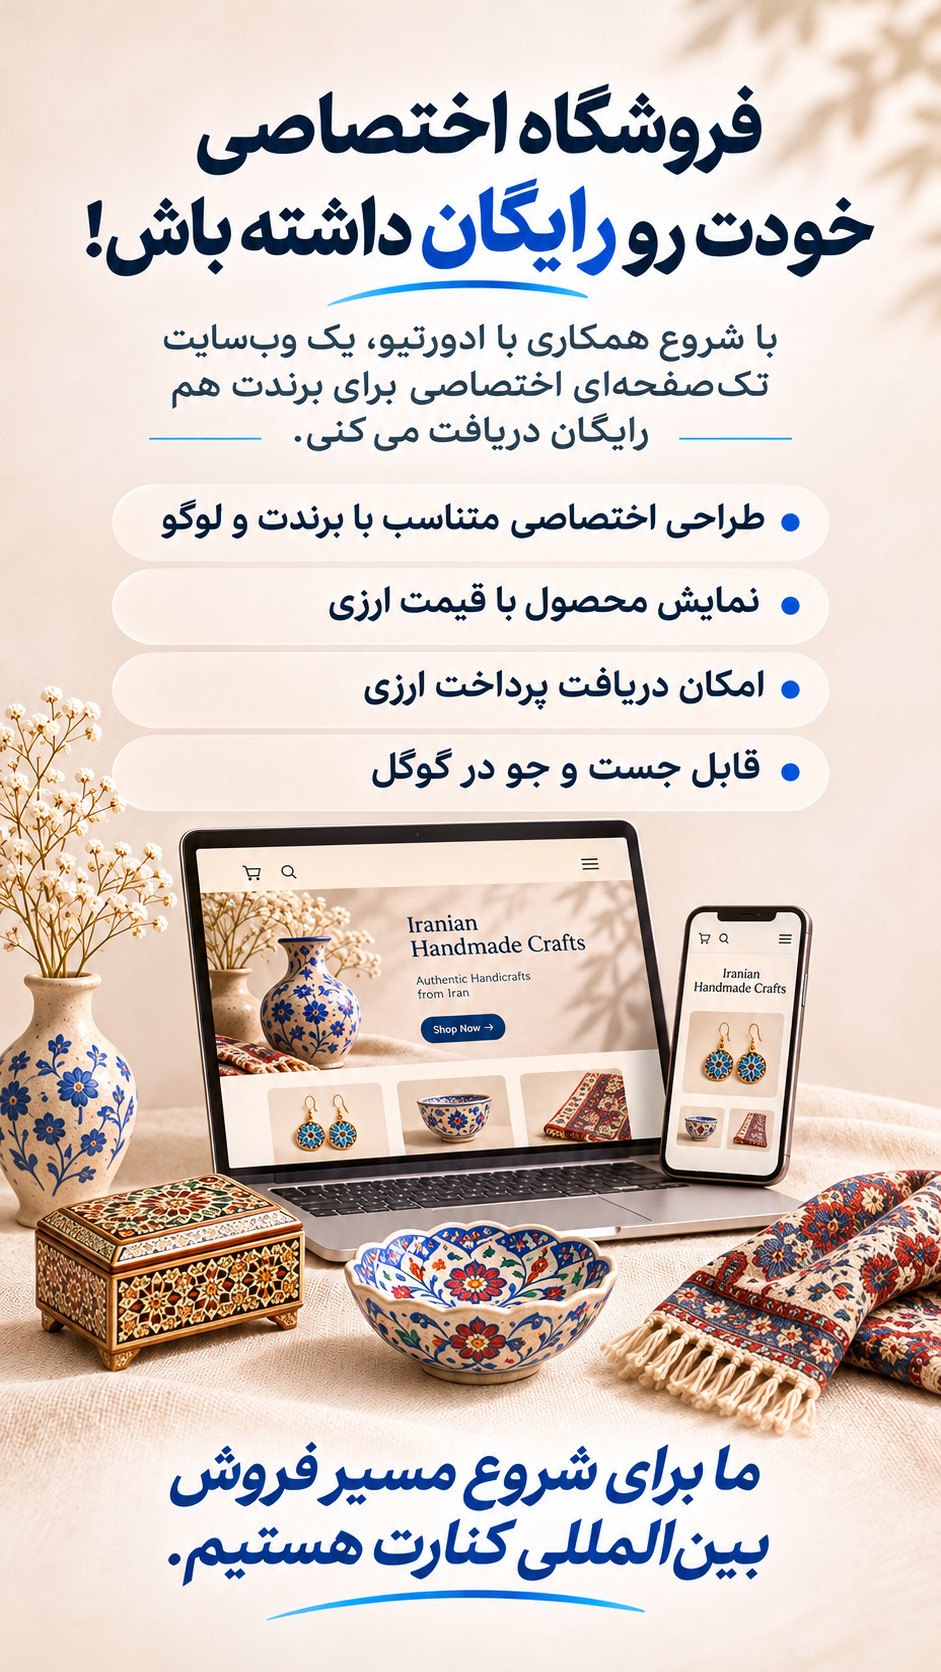 فروشگاه اختصاصی
خودت رو رایگان داشته باش!
با شروع همکاری با ادورتیو، یک وب‌سایت
تک‌صفحه‌ای اختصاصی برای برندت هم
رایگان دریافت می کنی.
طراحی اختصاصی متناسب با برندت و لوگو
نمایش محصول با قیمت ارزی
امکان دریافت پرداخت ارزی
قابل جست و جو در گوگل
Iranian
Handmade Crafts
Authentic Handicrafts
from Iran
Shop Now →
Iranian
Handmade Crafts
ما برای شروع مسیر فروش
بین‌المللی کنارت هستیم.